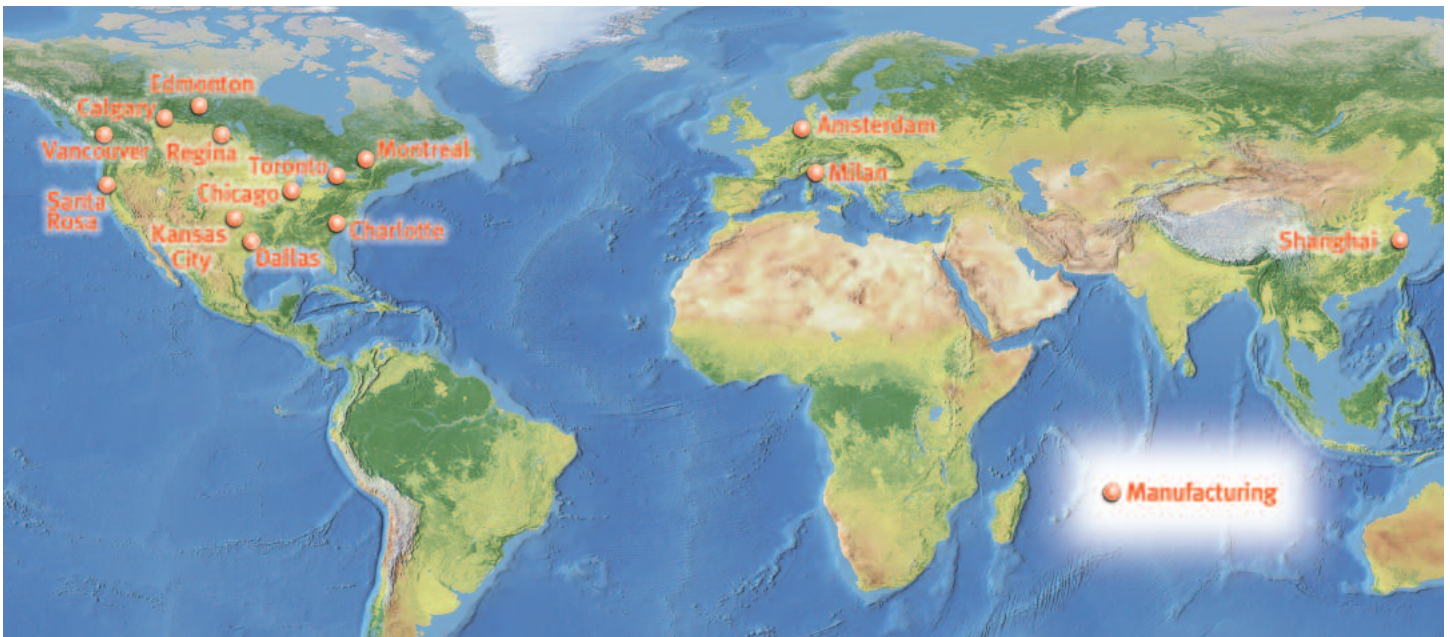 Edmonton
Calgary
Vancouver
Regina
Toronto
Montreal
Chicago
Santa
Rosa
Kansas
City
Dallas
Charlotte
Amsterdam
Milan
Shanghai
Manufacturing